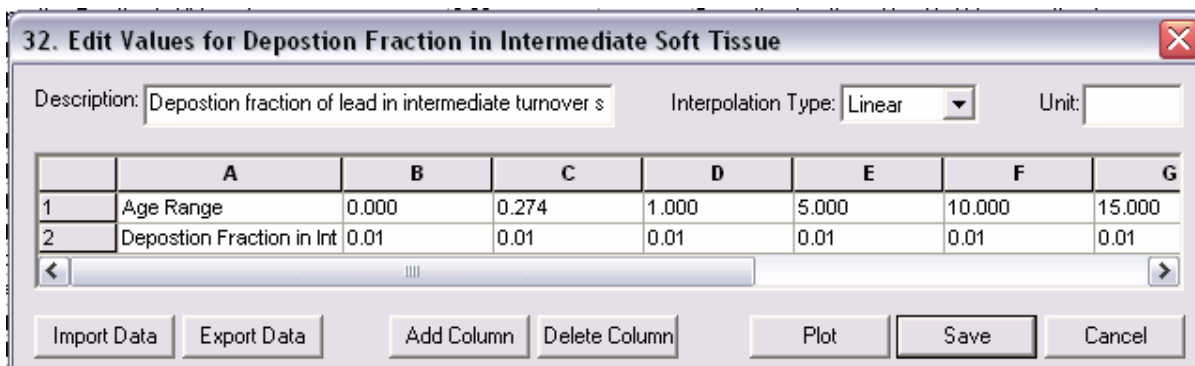 32. Edit Values for Depostion Fraction in Intermediate Soft Tissue
Description: Depostion fraction of lead in intermediate turnover s Interpolation Type: Linear Unit:
A B C D E F G
1 Age Range 0.000 0.274 1.000 5.000 10.000 15.000
2 Depostion Fraction in Int 0.01 0.01 0.01 0.01 0.01 0.01
Import Data Export Data Add Column Delete Column Plot Save Cancel